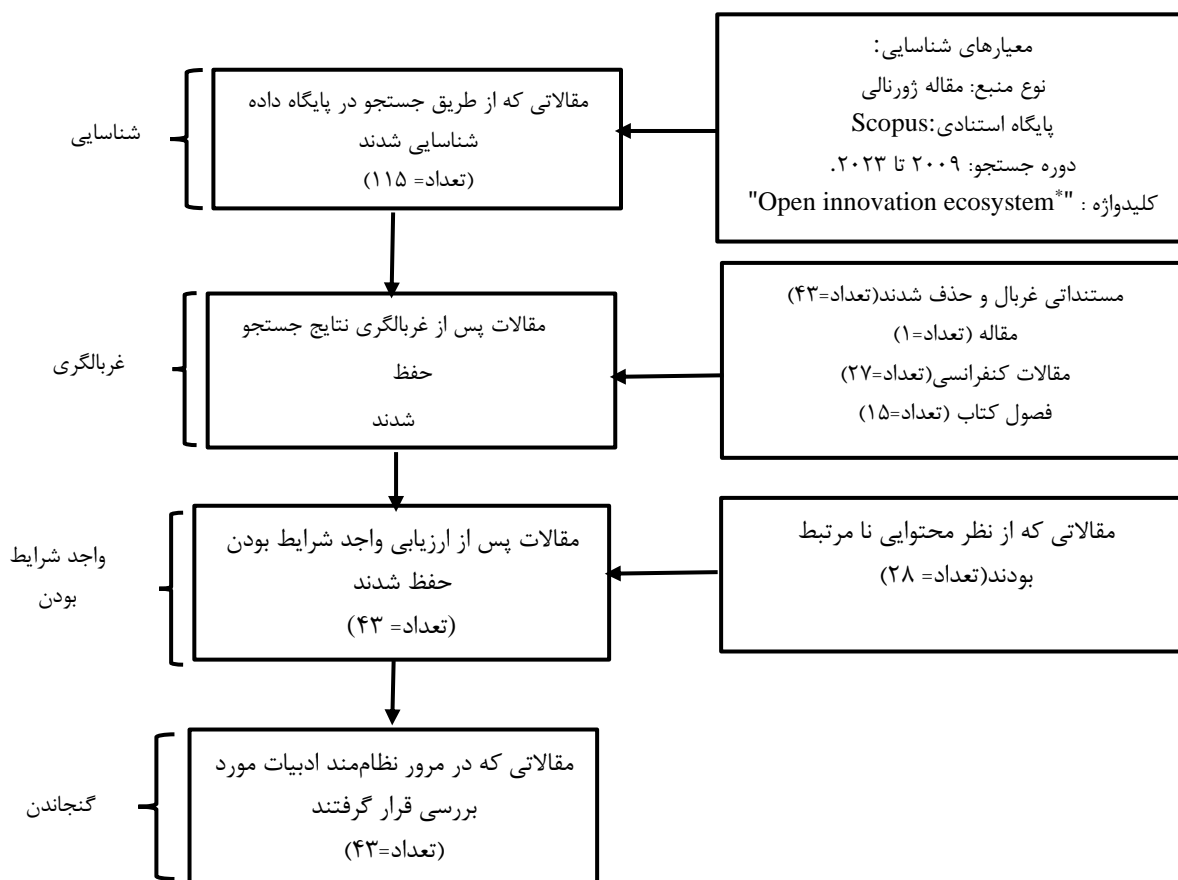 معیارهای شناسایی:
نوع منبع: مقاله ژورنالی
پایگاه استنادی:Scopus
دوره جستجو: ۲۰۰۹ تا ۲۰۲۳.
کلیدواژه : "Open innovation ecosystem*"
مقالاتی که از طریق جستجو در پایگاه داده
شناسایی شدند
(تعداد= ۱۱۵)
شناسایی
مستنداتی غربال و حذف شدند(تعداد=۴۳)
مقاله (تعداد=۱)
مقالات کنفرانسی(تعداد=۲۷)
فصول کتاب (تعداد=۱۵)
مقالات پس از غربالگری نتایج جستجو
حفظ
شدند
غربالگری
مقالاتی که از نظر محتوایی نا مرتبط
بودند(تعداد= ۲۸)
مقالات پس از ارزیابی واجد شرایط بودن
حفظ شدند
(تعداد= ۴۳)
واجد شرایط
بودن
مقالاتی که در مرور نظام‌مند ادبیات مورد
بررسی قرار گرفتند
(تعداد=۴۳)
گنجاندن